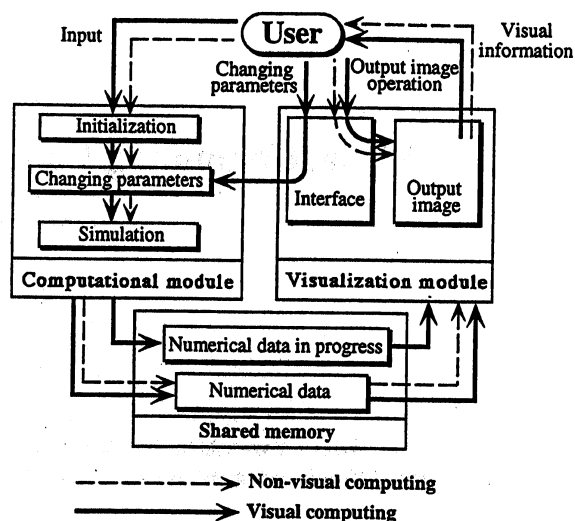 User
Input
Visual
information
Changing
parameters
Output image
operation
Initialization
Changing parameters
Simulation
Computational module
Interface
Output
image
Visualization module
Numerical data in progress
Numerical data
Shared memory
Non-visual computing
Visual computing